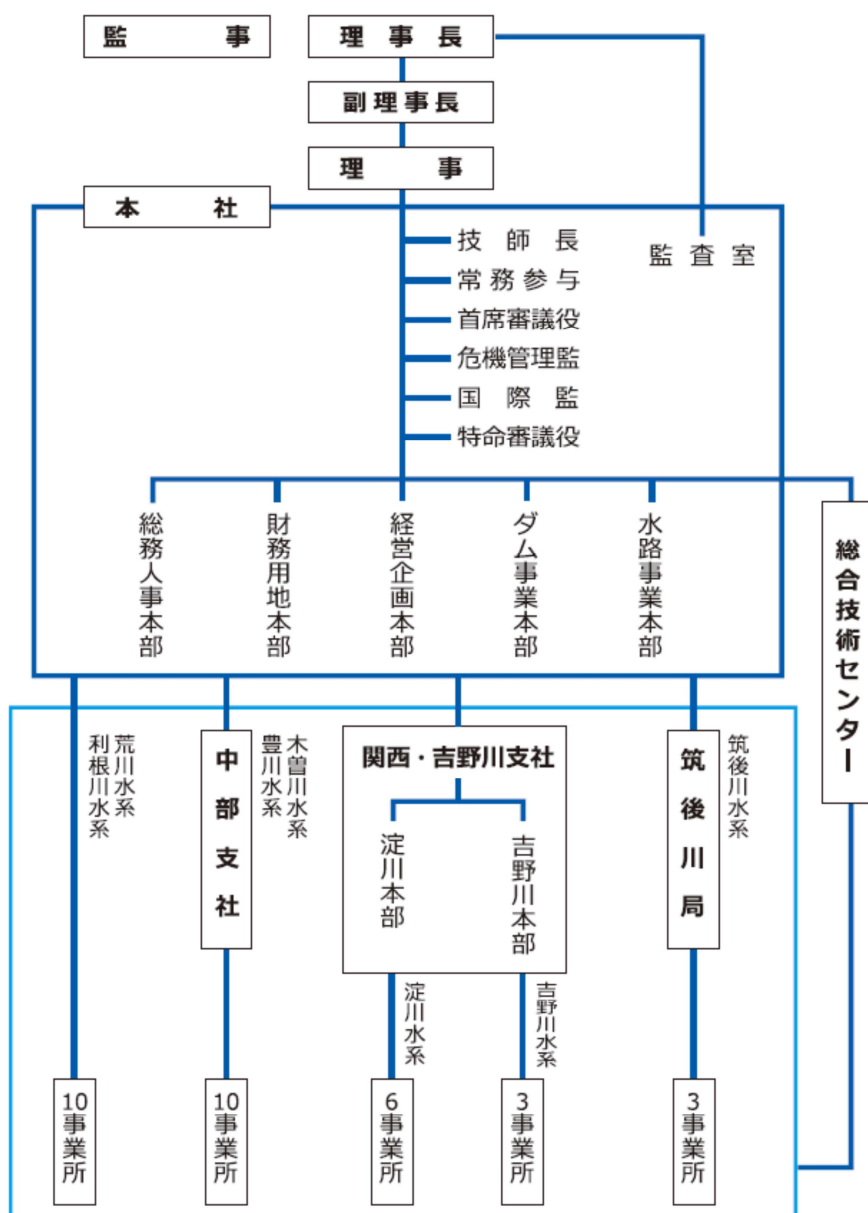 監事
理事長
副理事長
理事
本社
技師長
常務参与
首席審議役
危機管理監
国際監
特命審議役
監査室
総務人事本部
財務用地本部
経営企画本部
ダム事業本部
水路事業本部
総合技術センター
荒川水系
利根川水系
中部支社
木曽川水系
豊川水系
関西・吉野川支社
淀川本部
吉野川本部
筑後川局
筑後川水系
淀川水系
吉野川水系
10事業所
10事業所
6事業所
3事業所
3事業所